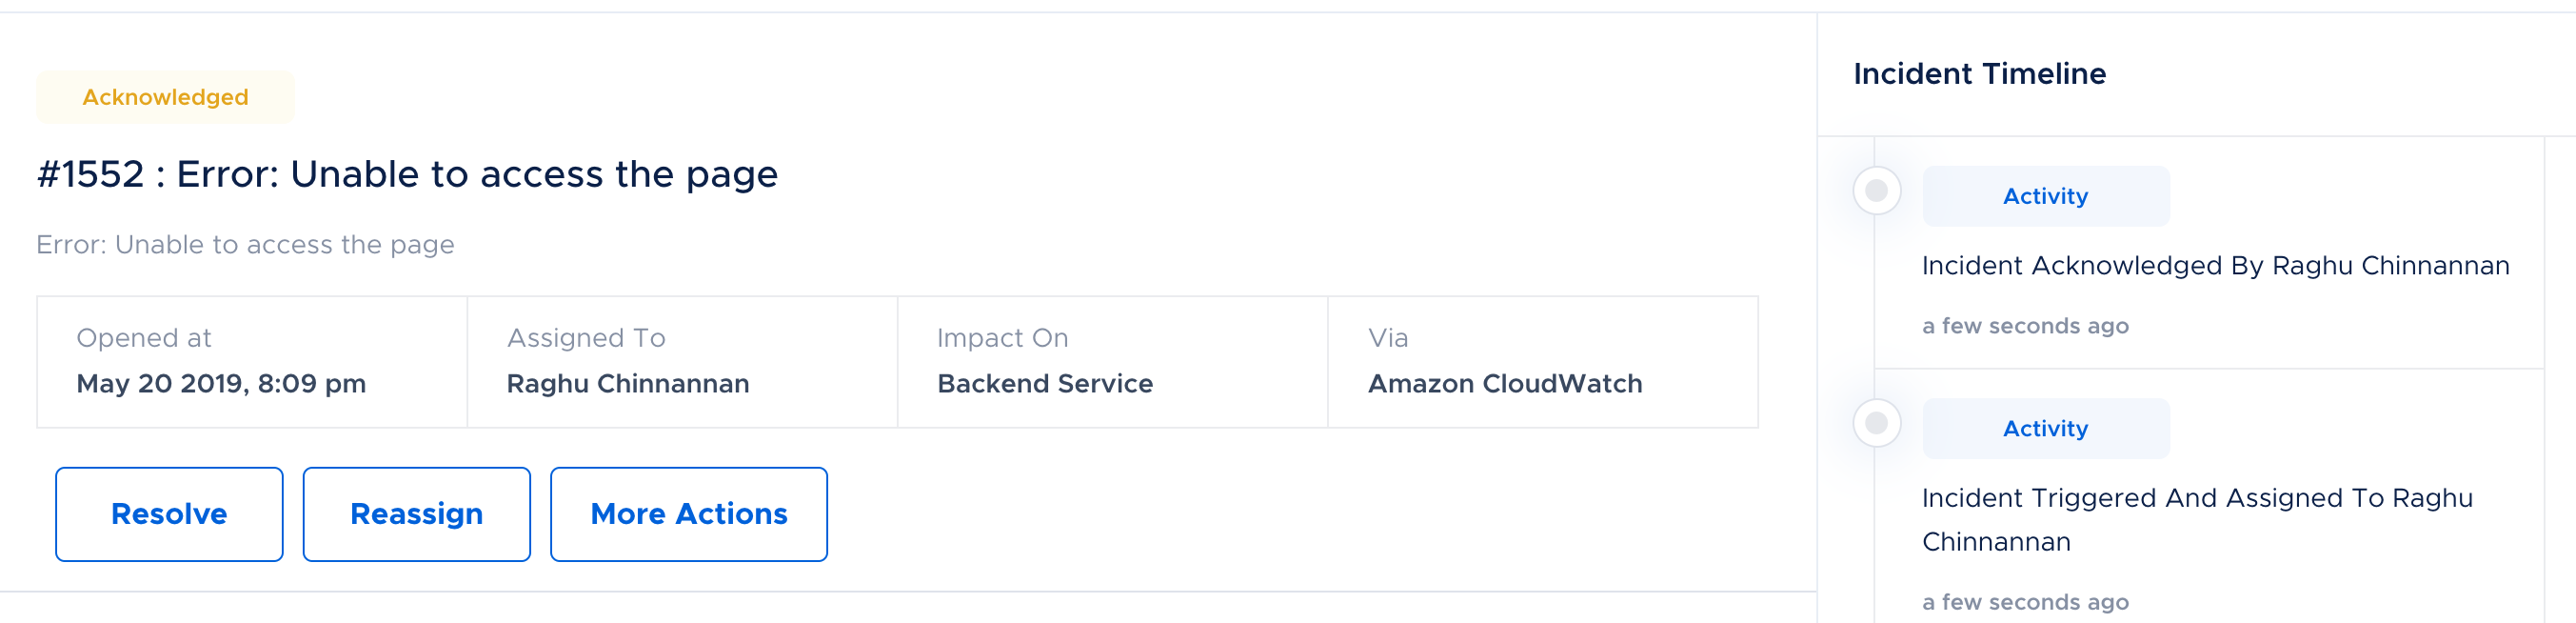 Acknowledged
#1552 : Error: Unable to access the page
Error: Unable to access the page
Opened at
May 20 2019, 8:09 pm
Assigned To
Raghu Chinnannan
Impact On
Backend Service
Via
Amazon CloudWatch
Resolve
Reassign
More Actions
Incident Timeline
Activity
Incident Acknowledged By Raghu Chinnannan
a few seconds ago
Activity
Incident Triggered And Assigned To Raghu
Chinnannan
a few seconds ago